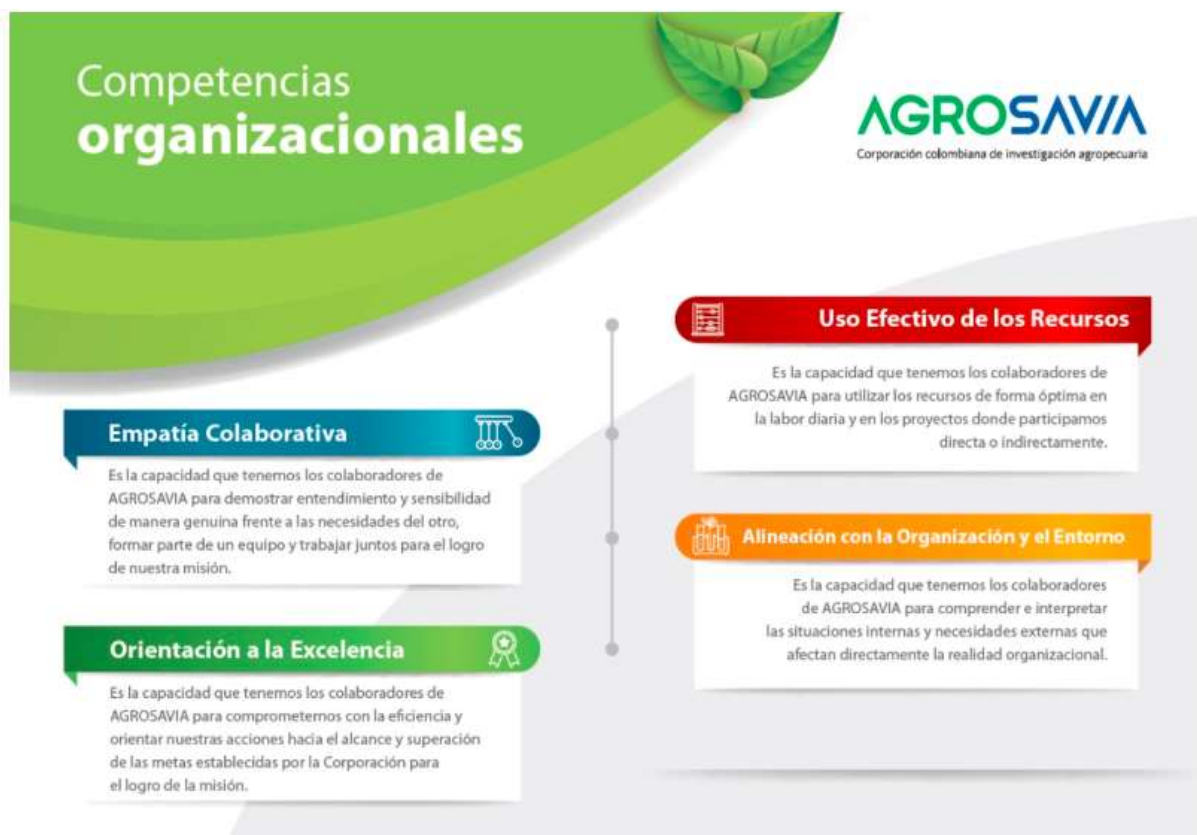 Competencias
organizacionales
AGROSAVIA
Corporación colombiana de investigación agropecuaria
Uso Efectivo de los Recursos
Es la capacidad que tenemos los colaboradores de
AGROSAVIA para utilizar los recursos de forma óptima en
la labor diaria y en los proyectos donde participamos
directa o indirectamente.
Empatía Colaborativa
Es la capacidad que tenemos los colaboradores de
AGROSAVIA para demostrar entendimiento y sensibilidad
de manera genuina frente a las necesidades del otro,
formar parte de un equipo y trabajar juntos para el logro
de nuestra misión.
Alineación con la Organización y el Entorno
Es la capacidad que tenemos los colaboradores
de AGROSAVIA para comprender e interpretar
las situaciones internas y necesidades externas que
afectan directamente la realidad organizacional.
Orientación a la Excelencia
Es la capacidad que tenemos los colaboradores de
AGROSAVIA para comprometernos con la eficiencia y
orientar nuestras acciones hacia el alcance y superación
de las metas establecidas por la Corporación para
el logro de la misión.